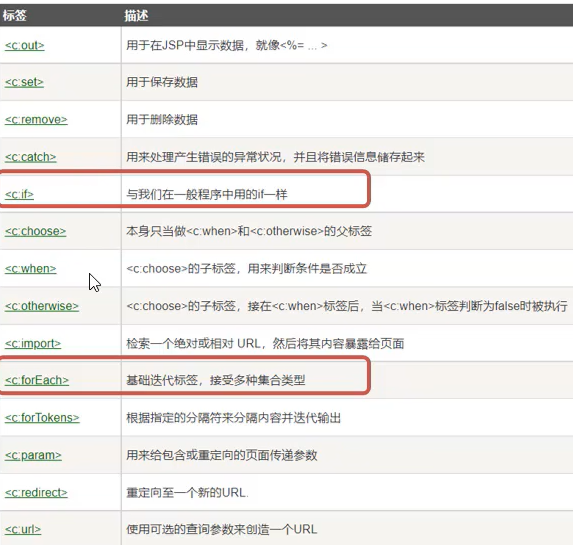 标签 描述
<c:out> 用于在JSP中显示数据，就像<%= ... >
<c:set> 用于保存数据
<c:remove> 用于删除数据
<c:catch> 用来处理产生错误的异常状况，并且将错误信息储存起来
<c:if> 与我们在一般程序中用的if一样
<c:choose> 本身只当做<c:when>和<c:otherwise>的父标签
<c:when> <c:choose>的子标签，用来判断条件是否成立
<c:otherwise> <c:choose>的子标签，接在<c:when>标签后，当<c:when>标签判断为false时被执行
<c:import> 检索一个绝对或相对 URL，然后将其内容暴露给页面
<c:forEach> 基础迭代标签，接受多种集合类型
<c:forTokens> 根据指定的分隔符来分隔内容并迭代输出
<c:param> 用来给包含或重定向的页面传递参数
<c:redirect> 重定向至一个新的URL.
<c:url> 使用可选的查询参数来创造一个URL